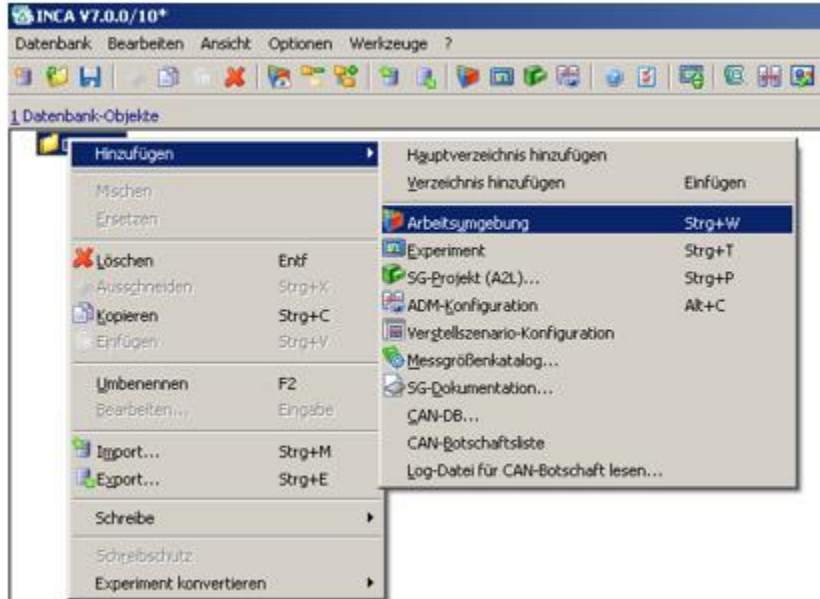 INCA V7.0.0/10+
Datenbank Bearbeiten Ansicht Optionen Werkzeuge ?
1 Datenbank-Objekte
Hinzufügen
Mischen
Ersetzen
Löschen Entf
Ausschneiden Strg+X
Kopieren Strg+C
Einfügen Strg+V
Umbenennen F2
Bearbeiten... Eingabe
Import... Strg+M
Export... Strg+E
Schreibe
Schreibschutz
Experiment konvertieren
Hauptverzeichnis hinzufügen
Verzeichnis hinzufügen Einfügen
Arbeitsumgebung Strg+W
Experiment Strg+T
SG-Projekt (A2L)... Strg+P
ADM-Konfiguration Alt+C
Verstellszenario-Konfiguration
Messgrößenkatalog...
SG-Dokumentation...
CAN-DB...
CAN-Botschaftsliste
Log-Datei für CAN-Botschaft lesen...